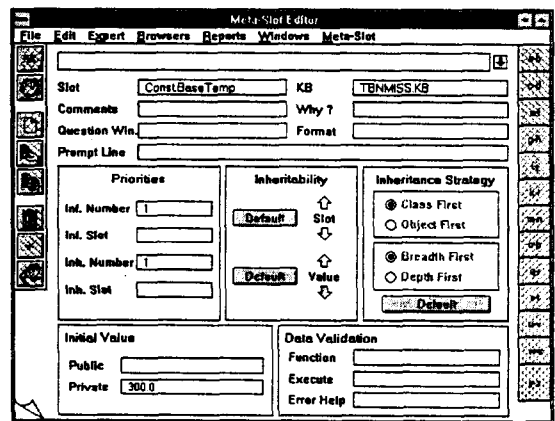 Meta-Slot Editor
File Edit Expert Browsers Reports Windows Meta-Slot
Slot ConstBaseTemp KB TBNMISS.KB
Comments Why ?
Question Win. Format
Prompt Line
Priorities Inheritability Inheritance Strategy
Inf. Number 1
Inf. Slot
Inh. Number 1
Inh. Slot
Default Slot
Default Value
Class First
Object First
Breadth First
Depth First
Default
Initial Value
Public
Private 300.0
Data Validation
Function
Execute
Error Help